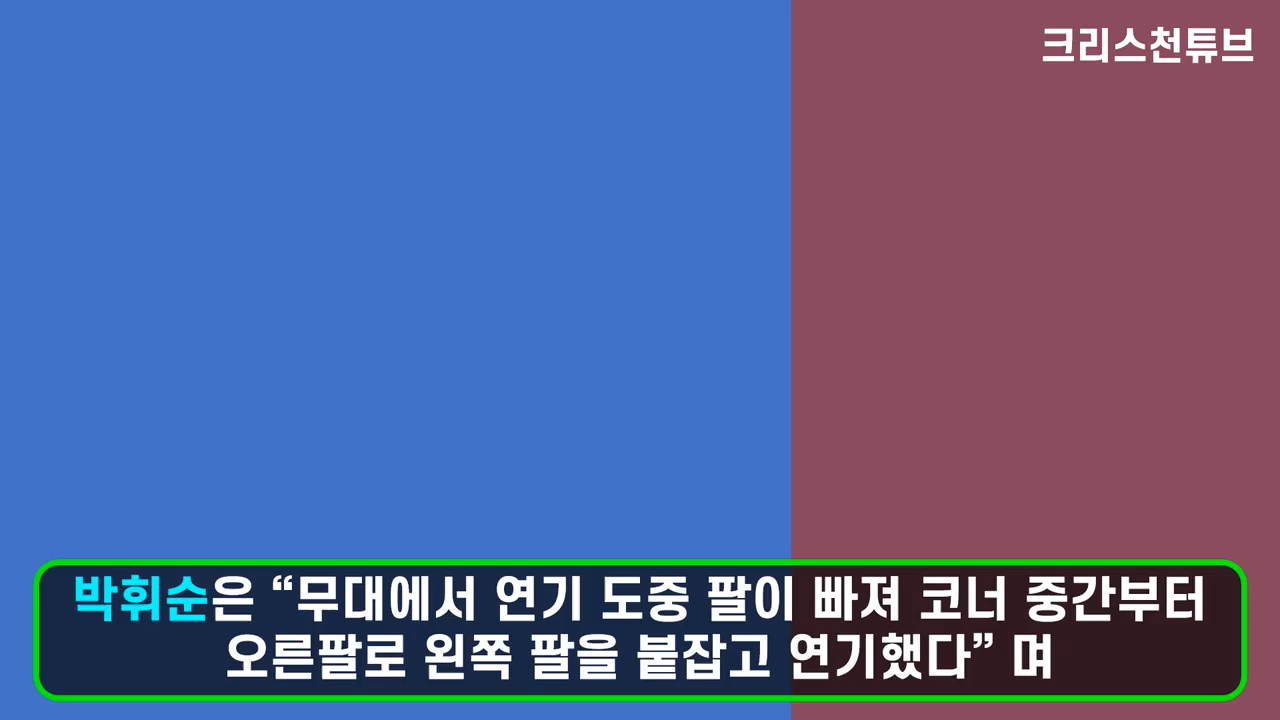 크리스천튜브
박휘순은 “무대에서 연기 도중 팔이 빠져 코너 중간부터
오른팔로 왼쪽 팔을 붙잡고 연기했다” 며